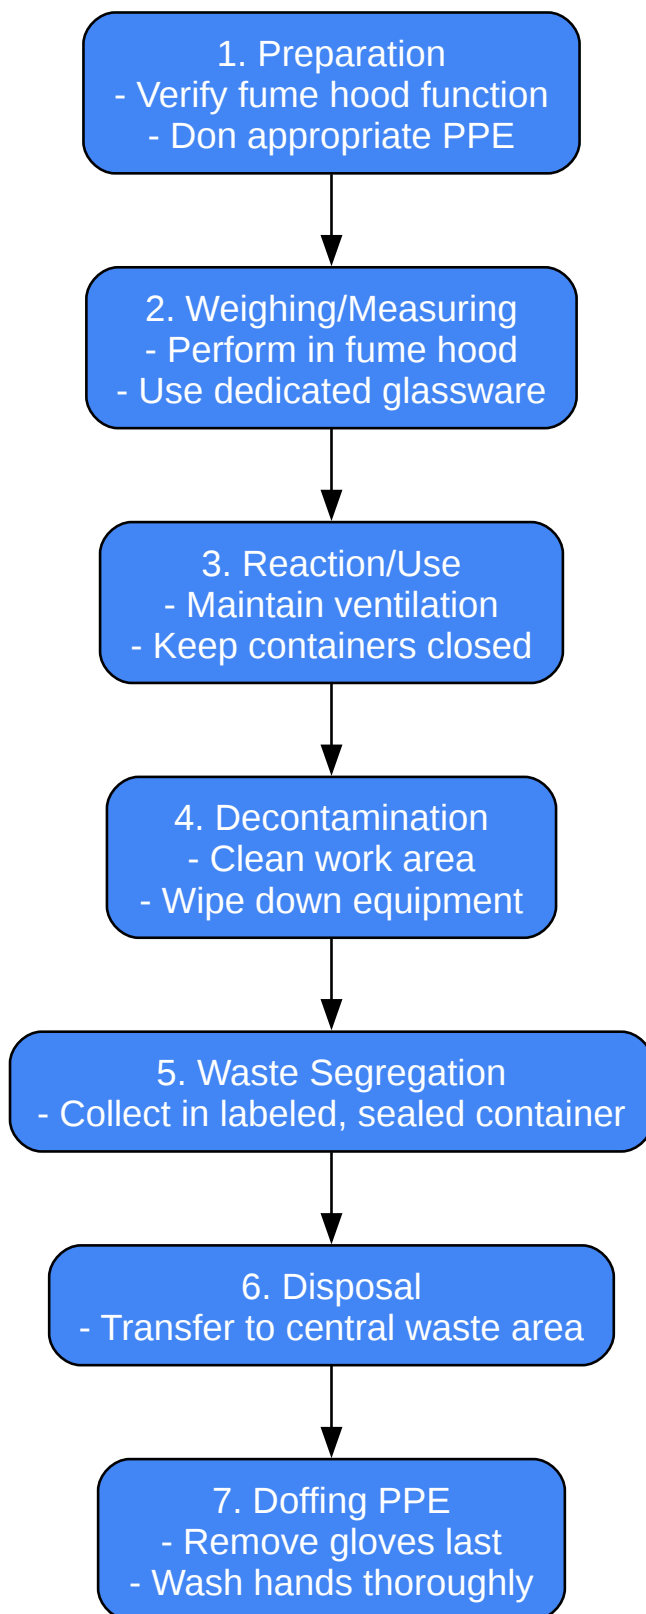 1. Preparation
- Verify fume hood function
- Don appropriate PPE
2. Weighing/Measuring
- Perform in fume hood
- Use dedicated glassware
3. Reaction/Use
- Maintain ventilation
- Keep containers closed
4. Decontamination
- Clean work area
- Wipe down equipment
5. Waste Segregation
- Collect in labeled, sealed container
6. Disposal
- Transfer to central waste area
7. Doffing PPE
- Remove gloves last
- Wash hands thoroughly